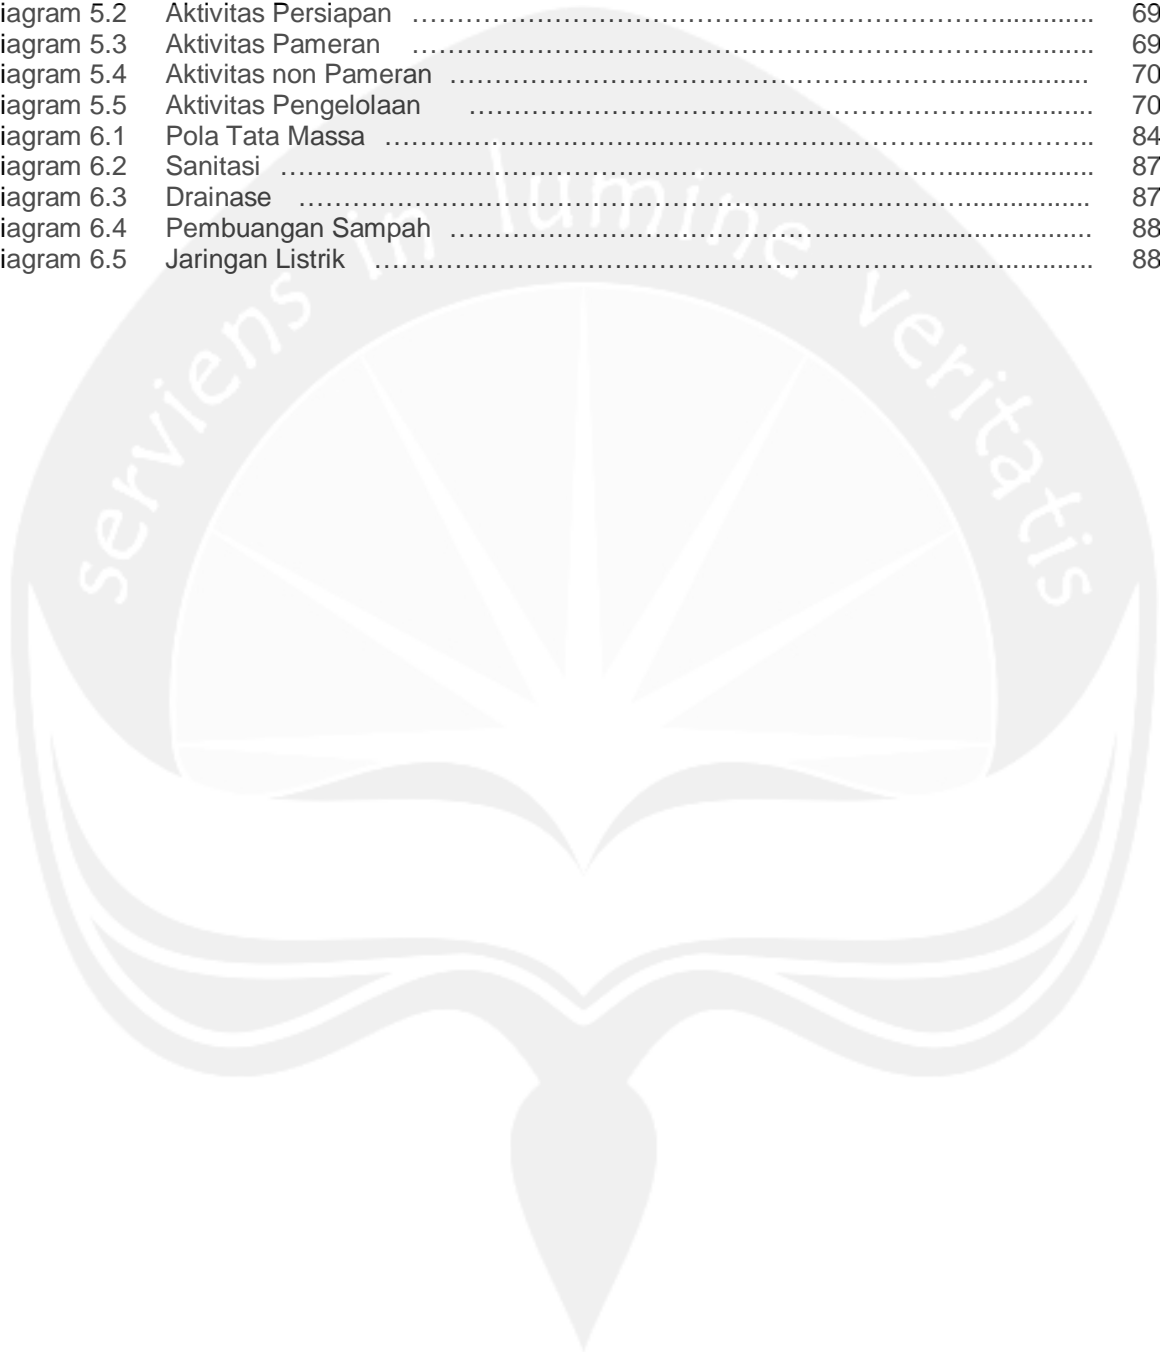 iagram 5.2 Aktivitas Persiapan ………………………………………………………............. 69
iagram 5.3 Aktivitas Pameran ………………………………………………………............. 69
iagram 5.4 Aktivitas non Pameran ……………………………………………….................. 70
iagram 5.5 Aktivitas Pengelolaan ………………………………………………….............. 70
iagram 6.1 Pola Tata Massa ……………………..……………………..………...………….. 84
iagram 6.2 Sanitasi ………………………………………………………………................... 87
iagram 6.3 Drainase ………………………………………………………………................ 87
iagram 6.4 Pembuangan Sampah …………………………………………….................... 88
iagram 6.5 Jaringan Listrik ………………………………………………………................. 88
serviens in lumine veritatis